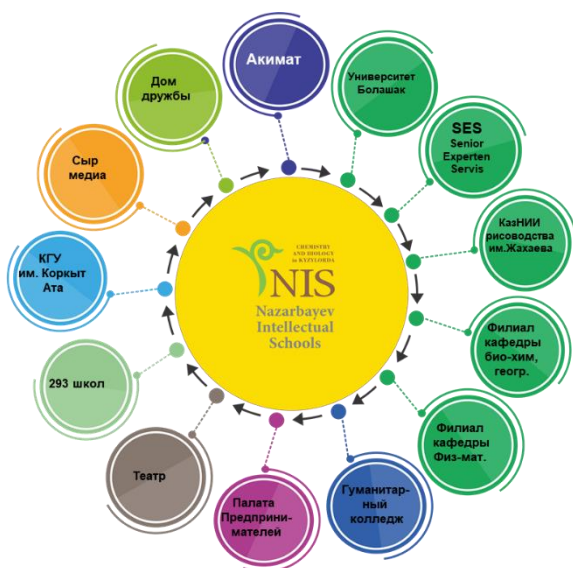 Акимат
Университет
Болашак
SES
Senior
Experten
Servis
КазНИИ
рисоводства
им.Жахаева
Филиал
кафедры
био-хим,
геогр.
Филиал
кафедры
Физ-мат.
Гуманитар-
ный
колледж
Палата
Предприни-
мателей
Театр
293 школ
КГУ
им. Коркыт
Ата
Сыр
медиа
Дом
дружбы
CHEMISTRY
AND BIOLOGY
in KYZYLORDA
NIS
Nazarbayev
Intellectual
Schools